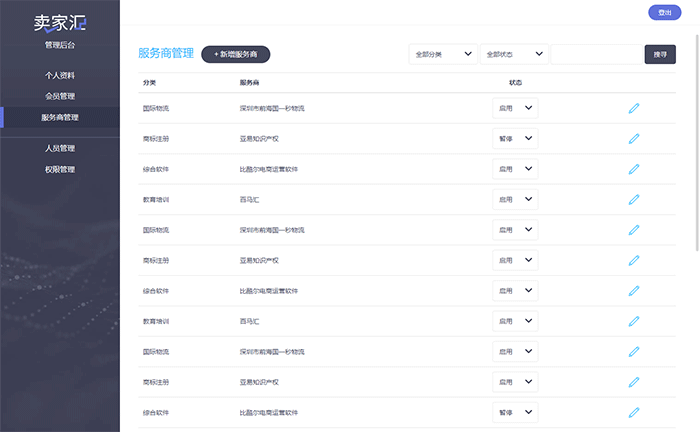 卖家汇
管理后台
个人资料
会员管理
服务商管理
人员管理
权限管理
登出
服务商管理 + 新增服务商 全部分类 全部状态 搜寻
分类 服务商 状态
国际物流 深圳市前海国一秒物流 启用
商标注册 亚易知识产权 暂停
综合软件 比酷尔电商运营软件 启用
教育培训 百马汇 启用
国际物流 深圳市前海国一秒物流 启用
商标注册 亚易知识产权 启用
综合软件 比酷尔电商运营软件 启用
教育培训 百马汇 启用
国际物流 深圳市前海国一秒物流 启用
商标注册 亚易知识产权 启用
综合软件 比酷尔电商运营软件 暂停